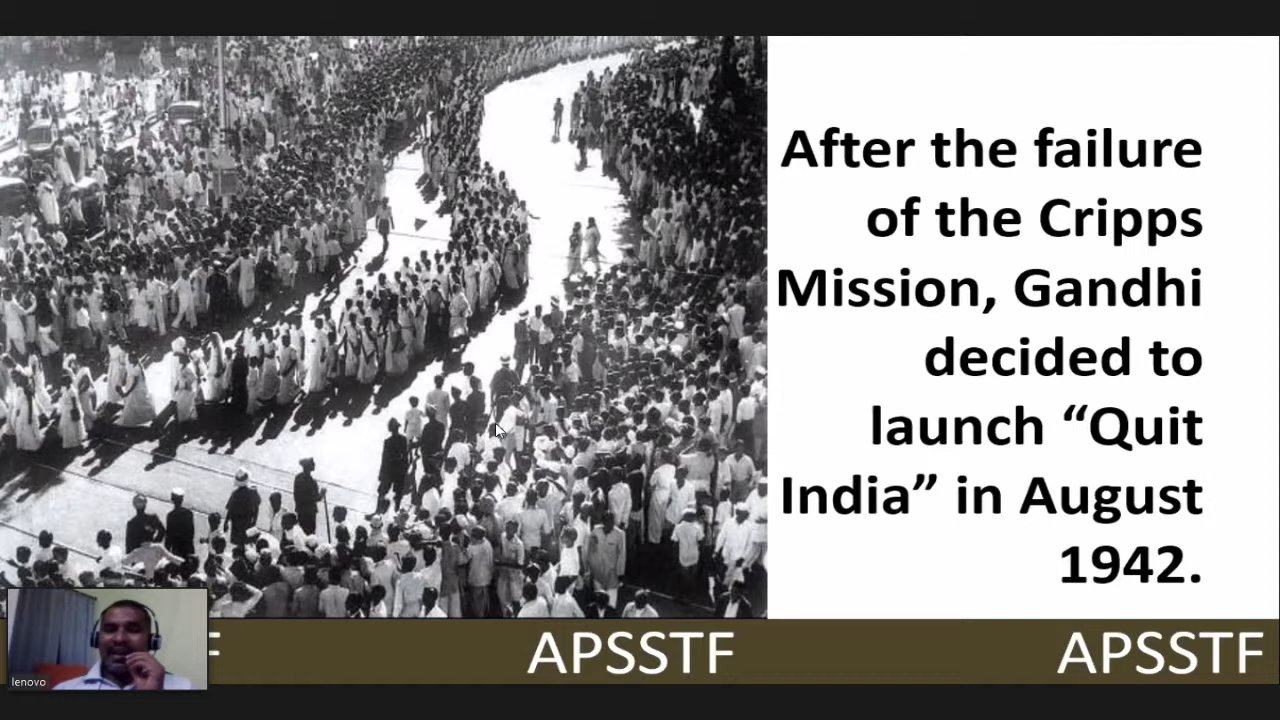 After the failure
of the Cripps
Mission, Gandhi
decided to
launch “Quit
India” in August
1942.
F
APSSTF
APSSTF
lenovo